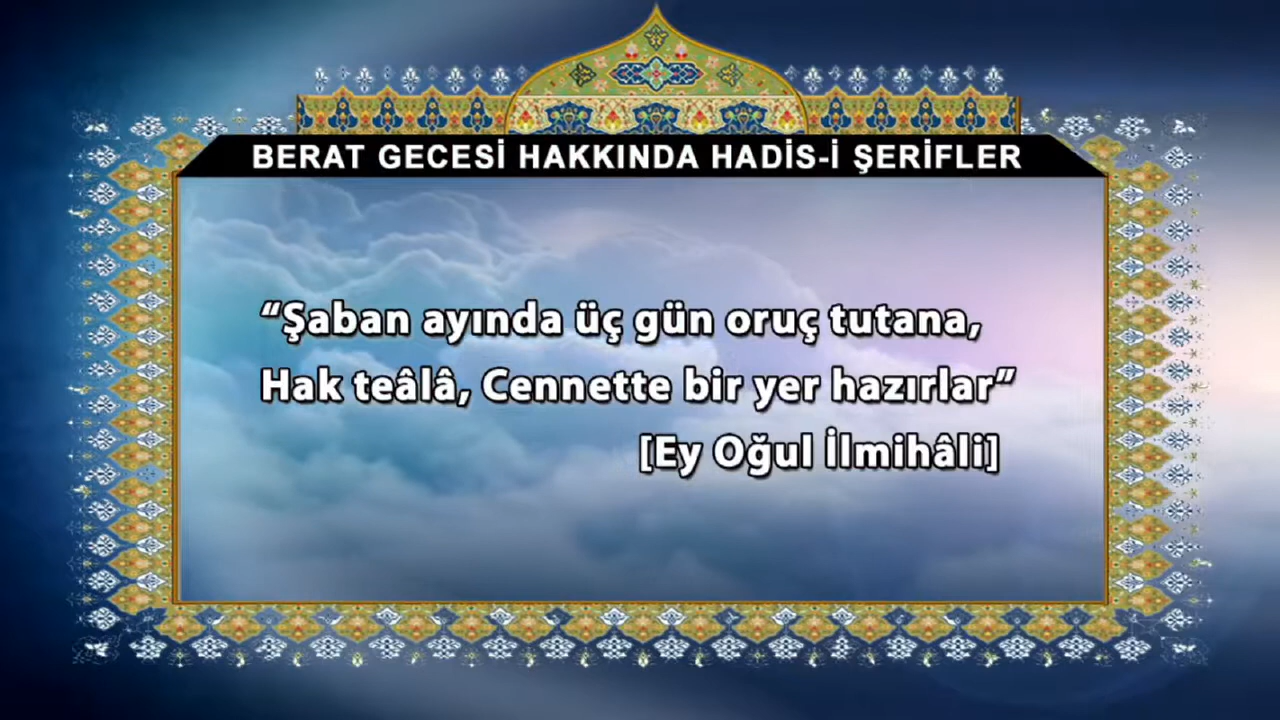 BERAT GECESİ HAKKINDA HADİS-İ ŞERİFLER
“Şaban ayında üç gün oruç tutana,
Hak teâlâ, Cennette bir yer hazırlar”
[Ey Oğul İlmihâli]